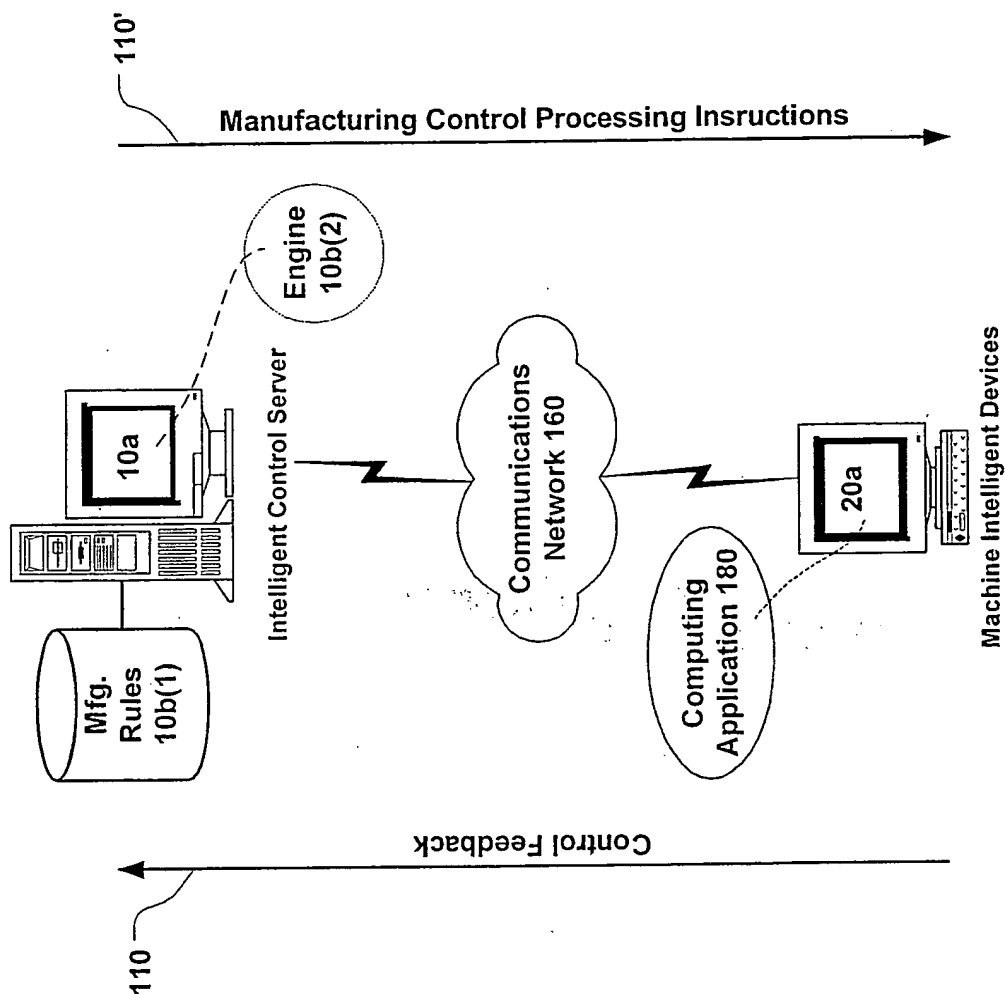 110'
Manufacturing Control Processing Insructions
Engine
10b(2)
10a
Intelligent Control Server
Mfg.
Rules
10b(1)
Communications
Network 160
Computing
Application 180
20a
Machine Intelligent Devices
Control Feedback
110